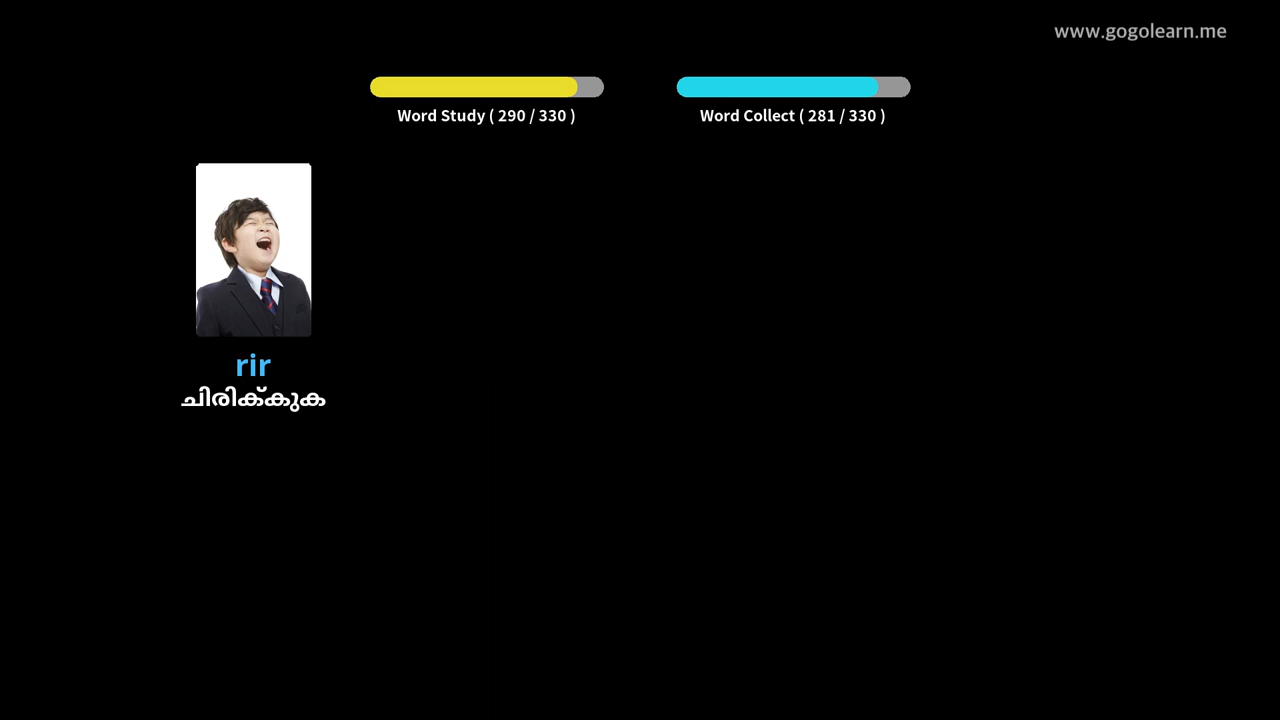 www.gogolearn.me
Word Study ( 290 / 330 )
Word Collect ( 281 / 330 )
rir
ചിരിക്കുക